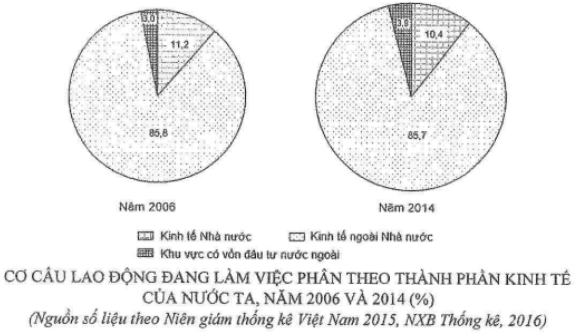 3,0
11,2
85,8
Năm 2006
3,9
10,4
85,7
Năm 2014
Kinh tế Nhà nước
Kinh tế ngoài Nhà nước
Khu vực có vốn đầu tư nước ngoài
CƠ CẤU LAO ĐỘNG ĐANG LÀM VIỆC PHÂN THEO THÀNH PHẦN KINH TẾ
CỦA NƯỚC TA, NĂM 2006 VÀ 2014 (%)
(Nguồn số liệu theo Niên giám thống kê Việt Nam 2015, NXB Thống kê, 2016)